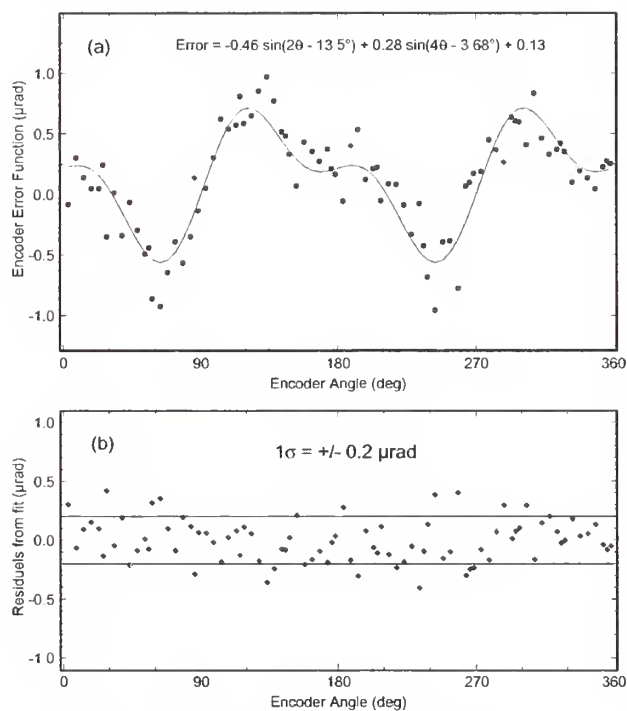 (a)
Error = -0.46 sin(2θ - 13.5°) + 0.28 sin(4θ - 3.68°) + 0.13
Encoder Error Function (µrad)
1.0
0.5
0.0
-0.5
-1.0
0 90 180 270 360
Encoder Angle (deg)
(b)
1σ = +/- 0.2 µrad
Residuels from fit (µrad)
1.0
0.5
0.0
-0.5
-1.0
0 90 180 270 360
Encoder Angle (deg)